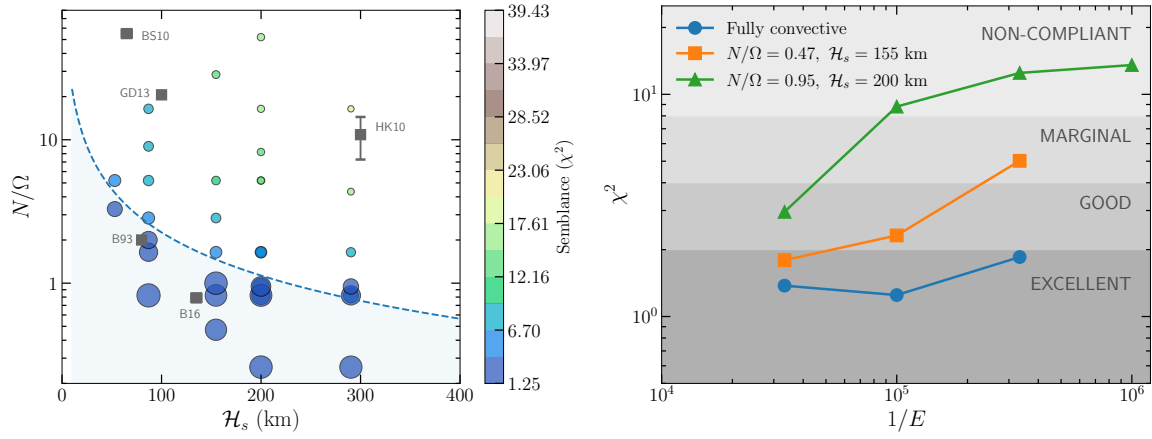 BS10
GD13
HK10
B93
B16
10
1
N/Ω
0
100
200
300
400
ℋₛ (km)
39.43
33.97
28.52
23.06
17.61
12.16
6.70
1.25
Semblance (χ²)
Fully convective
N/Ω = 0.47, ℋₛ = 155 km
N/Ω = 0.95, ℋₛ = 200 km
NON-COMPLIANT
MARGINAL
GOOD
EXCELLENT
10¹
10⁰
χ²
10⁴
10⁵
10⁶
1/E